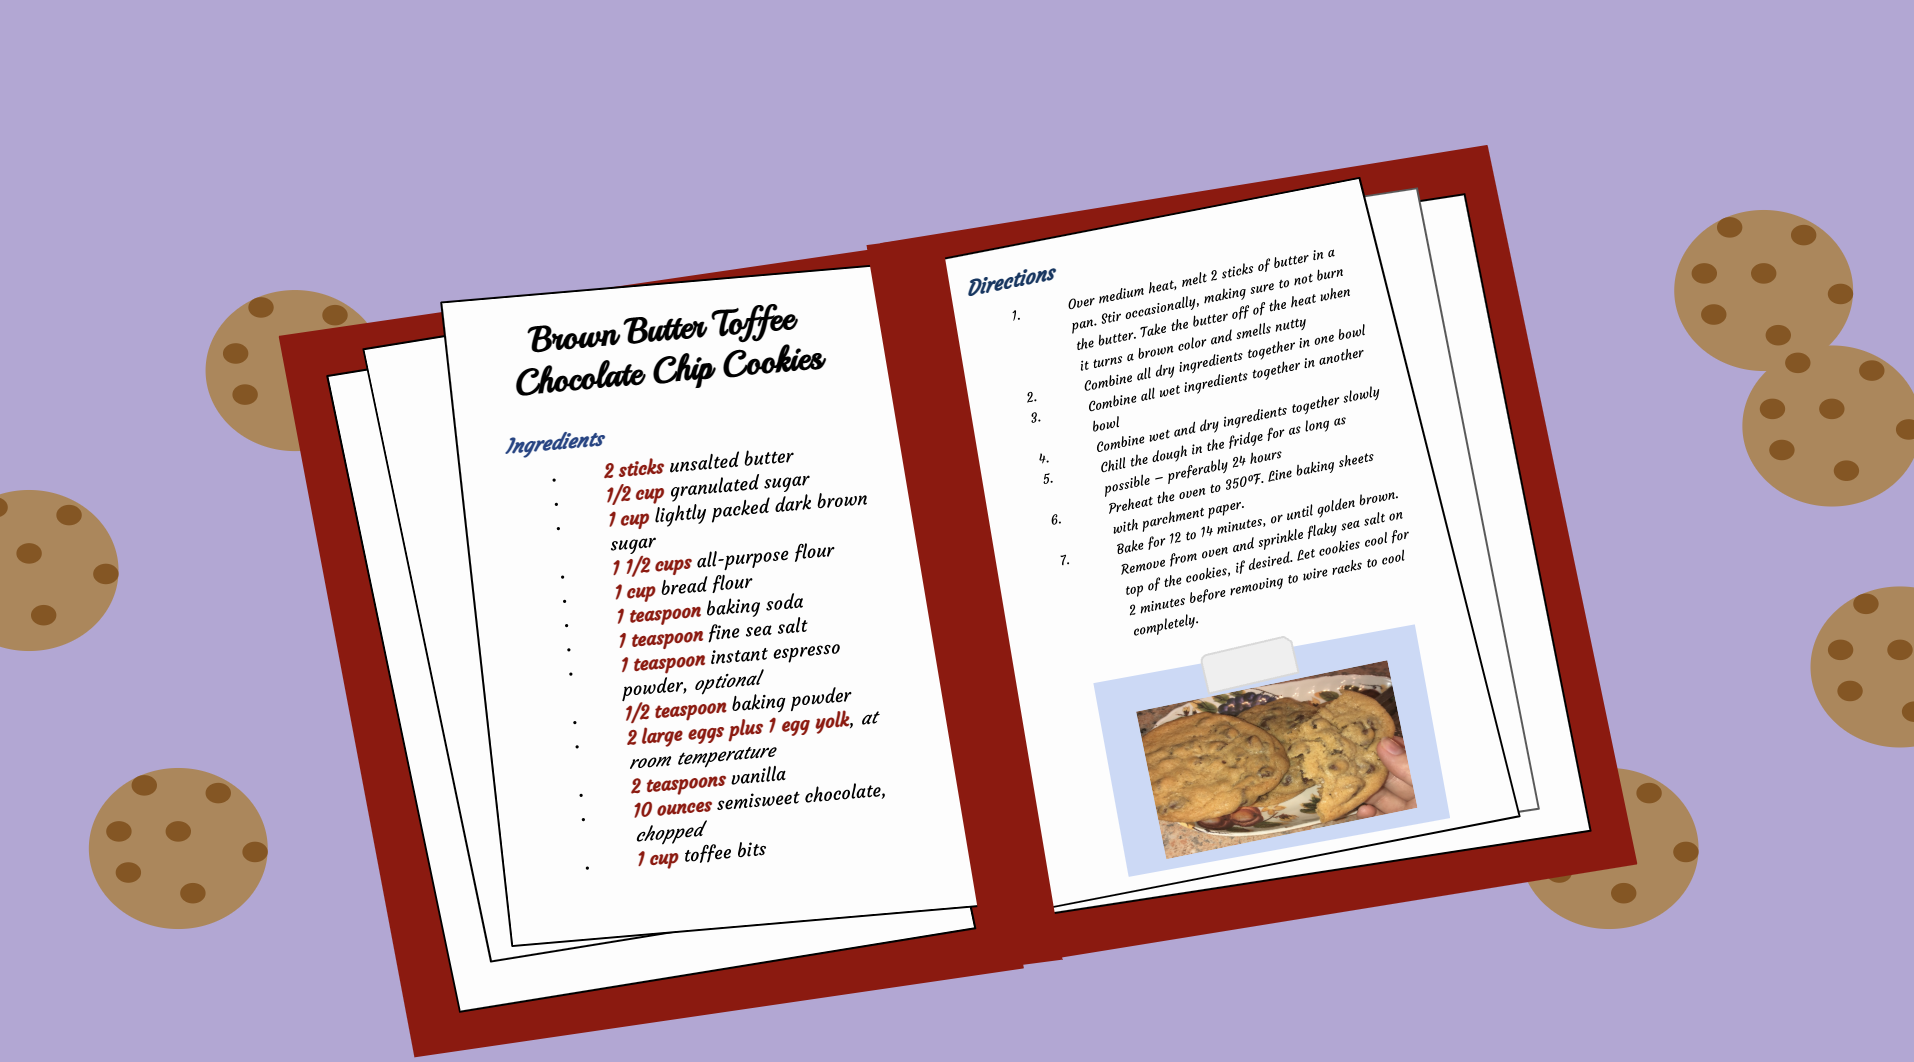 Brown Butter Toffee
Chocolate Chip Cookies
Ingredients
• 2 sticks unsalted butter
• 1/2 cup granulated sugar
• 1 cup lightly packed dark brown
sugar
• 1 1/2 cups all-purpose flour
• 1 cup bread flour
• 1 teaspoon baking soda
• 1 teaspoon fine sea salt
• 1 teaspoon instant espresso
powder, optional
• 1/2 teaspoon baking powder
• 2 large eggs plus 1 egg yolk, at
room temperature
• 2 teaspoons vanilla
• 10 ounces semisweet chocolate,
chopped
• 1 cup toffee bits
Directions
1. Over medium heat, melt 2 sticks of butter in a
pan. Stir occasionally, making sure to not burn
the butter. Take the butter off of the heat when
it turns a brown color and smells nutty
2. Combine all dry ingredients together in one bowl
3. Combine all wet ingredients together in another
bowl
4. Combine wet and dry ingredients together slowly
5. Chill the dough in the fridge for as long as
possible – preferably 24 hours
6. Preheat the oven to 350ºF. Line baking sheets
with parchment paper.
7. Bake for 12 to 14 minutes, or until golden brown.
Remove from oven and sprinkle flaky sea salt on
top of the cookies, if desired. Let cookies cool for
2 minutes before removing to wire racks to cool
completely.